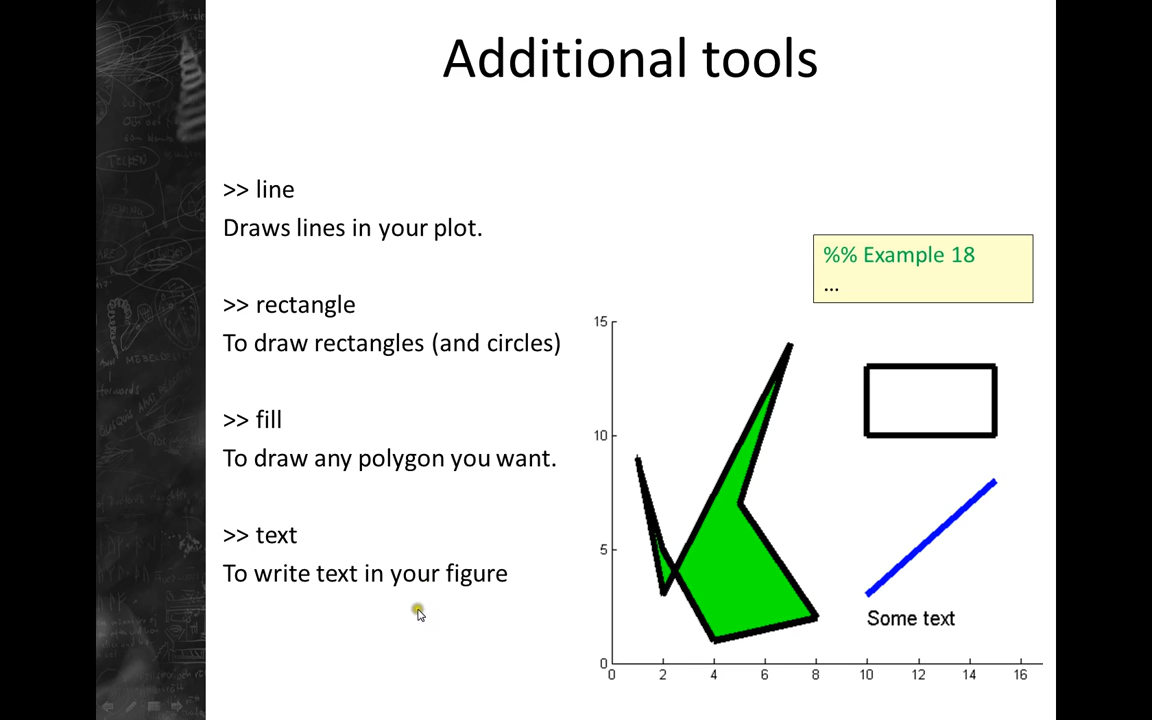 Additional tools
>> line
Draws lines in your plot.
>> rectangle
To draw rectangles (and circles)
>> fill
To draw any polygon you want.
>> text
To write text in your figure
%% Example 18
...
15
10
5
0
Some text
0 2 4 6 8 10 12 14 16
TOLKEN
forwards